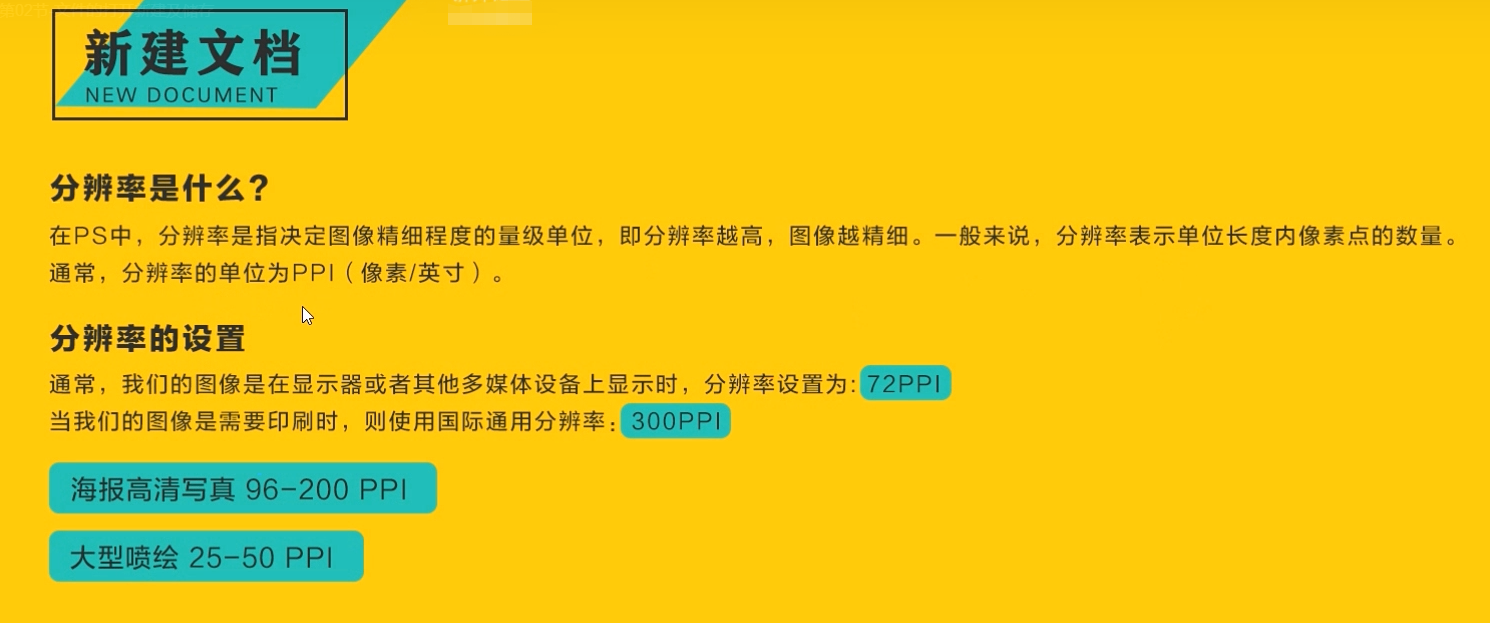 新建文档
NEW DOCUMENT
分辨率是什么?
在PS中，分辨率是指决定图像精细程度的量级单位，即分辨率越高，图像越精细。一般来说，分辨率表示单位长度内像素点的数量。
通常，分辨率的单位为PPI（像素/英寸）。
分辨率的设置
通常，我们的图像是在显示器或者其他多媒体设备上显示时，分辨率设置为: 72PPI
当我们的图像是需要印刷时，则使用国际通用分辨率: 300PPI
海报高清写真 96-200 PPI
大型喷绘 25-50 PPI